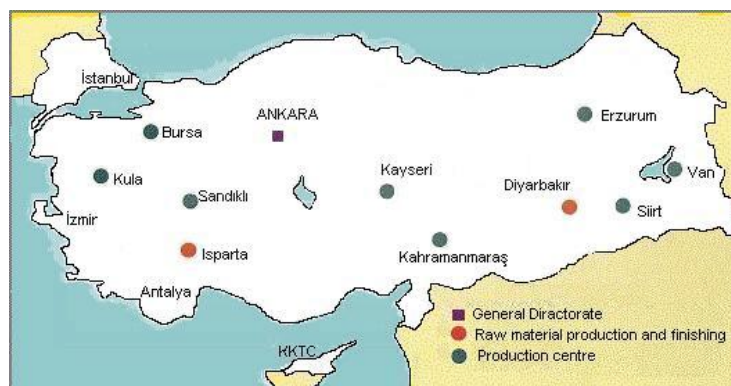 İstanbul
ANKARA
Bursa
Erzurum
Kula
Sandıklı
Kayseri
Diyarbakır
Van
Siirt
İzmir
Isparta
Kahramanmaraş
Antalya
General Diractorate
Raw material production and finishing
Production centre
KKTC